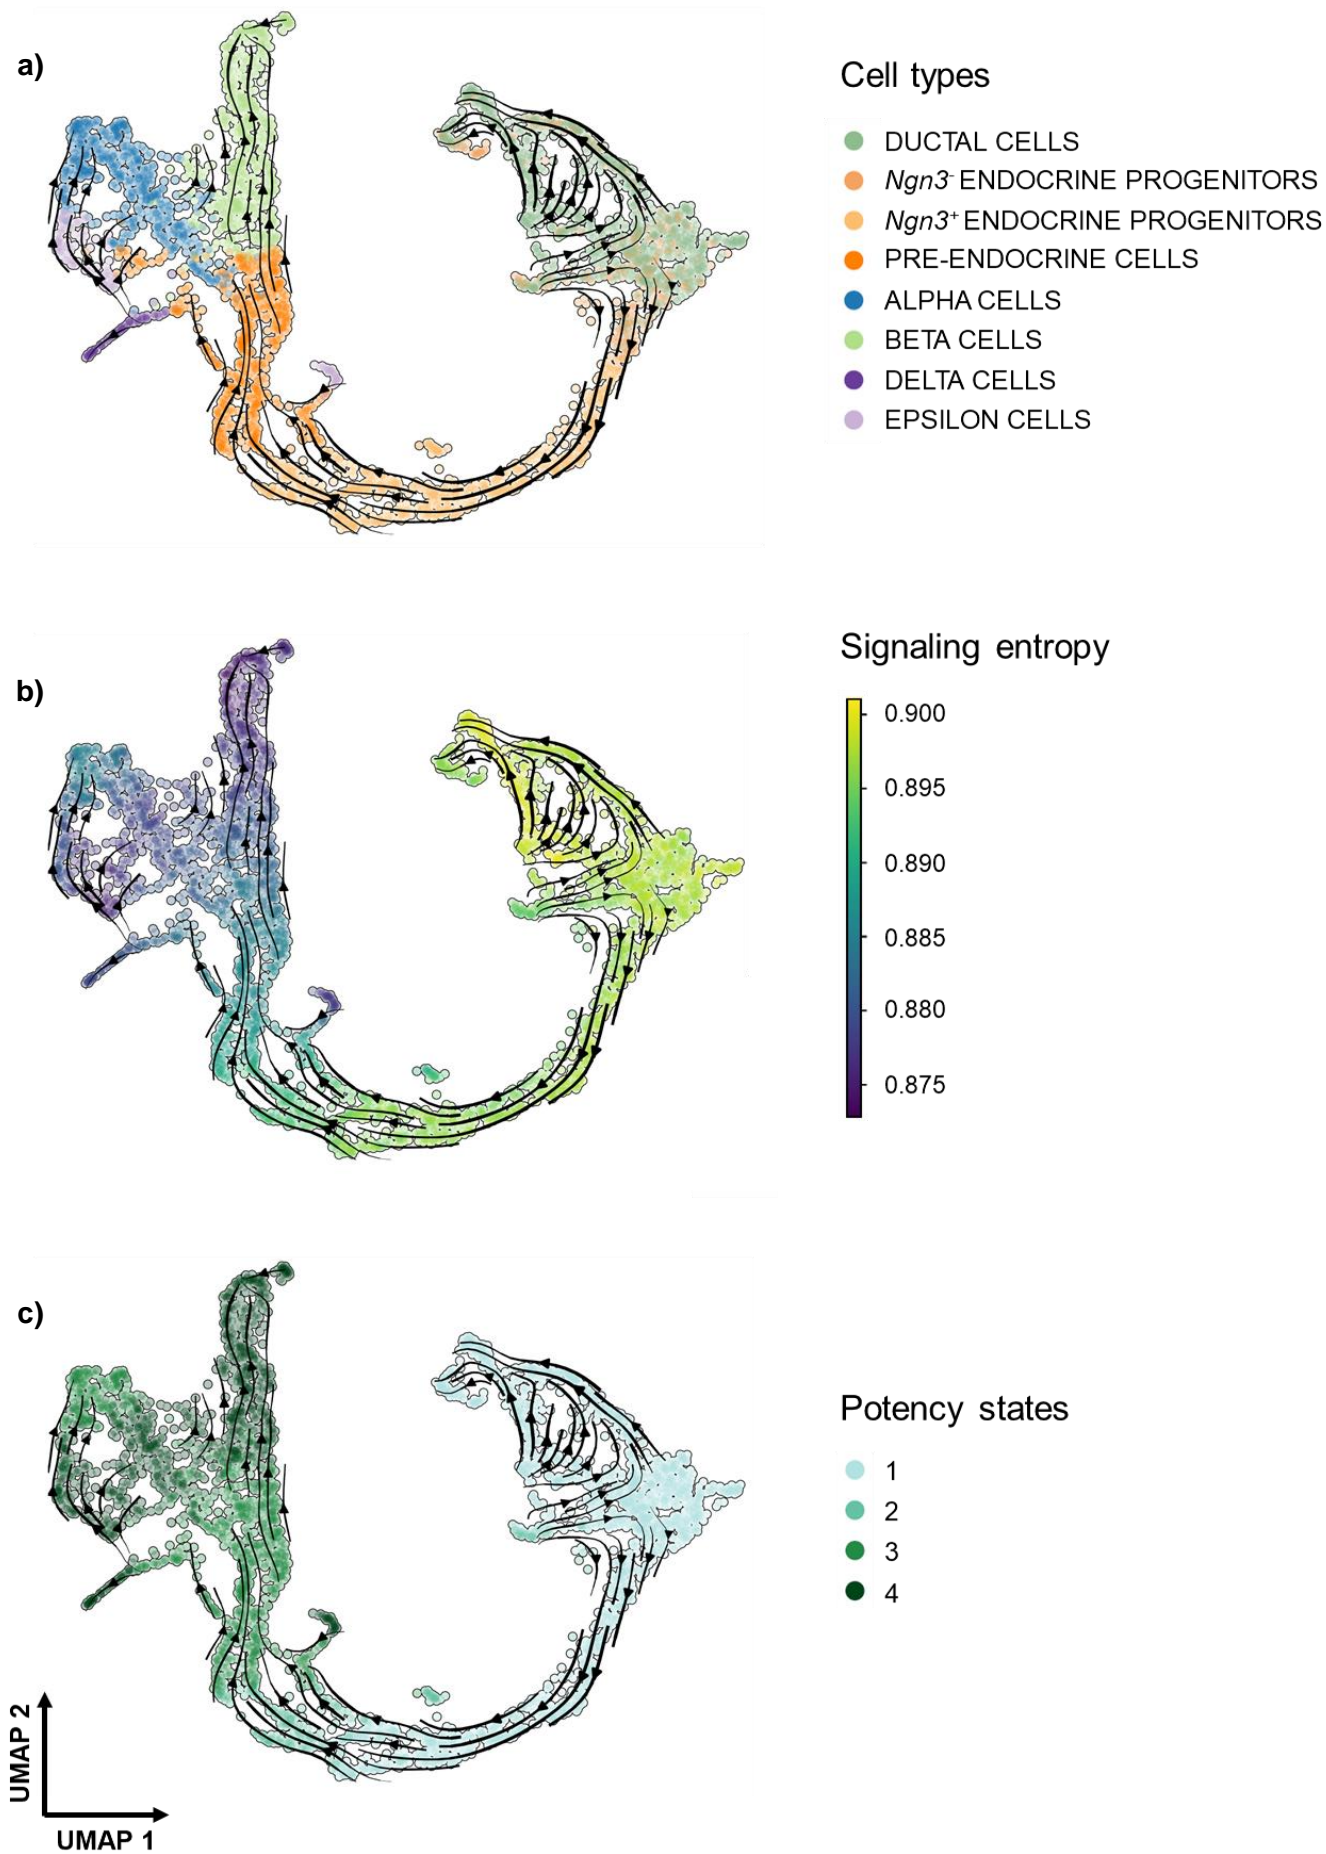 a)
Cell types
DUCTAL CELLS
Ngn3- ENDOCRINE PROGENITORS
Ngn3+ ENDOCRINE PROGENITORS
PRE-ENDOCRINE CELLS
ALPHA CELLS
BETA CELLS
DELTA CELLS
EPSILON CELLS
b)
Signaling entropy
0.900
0.895
0.890
0.885
0.880
0.875
c)
Potency states
1
2
3
4
UMAP 2
UMAP 1